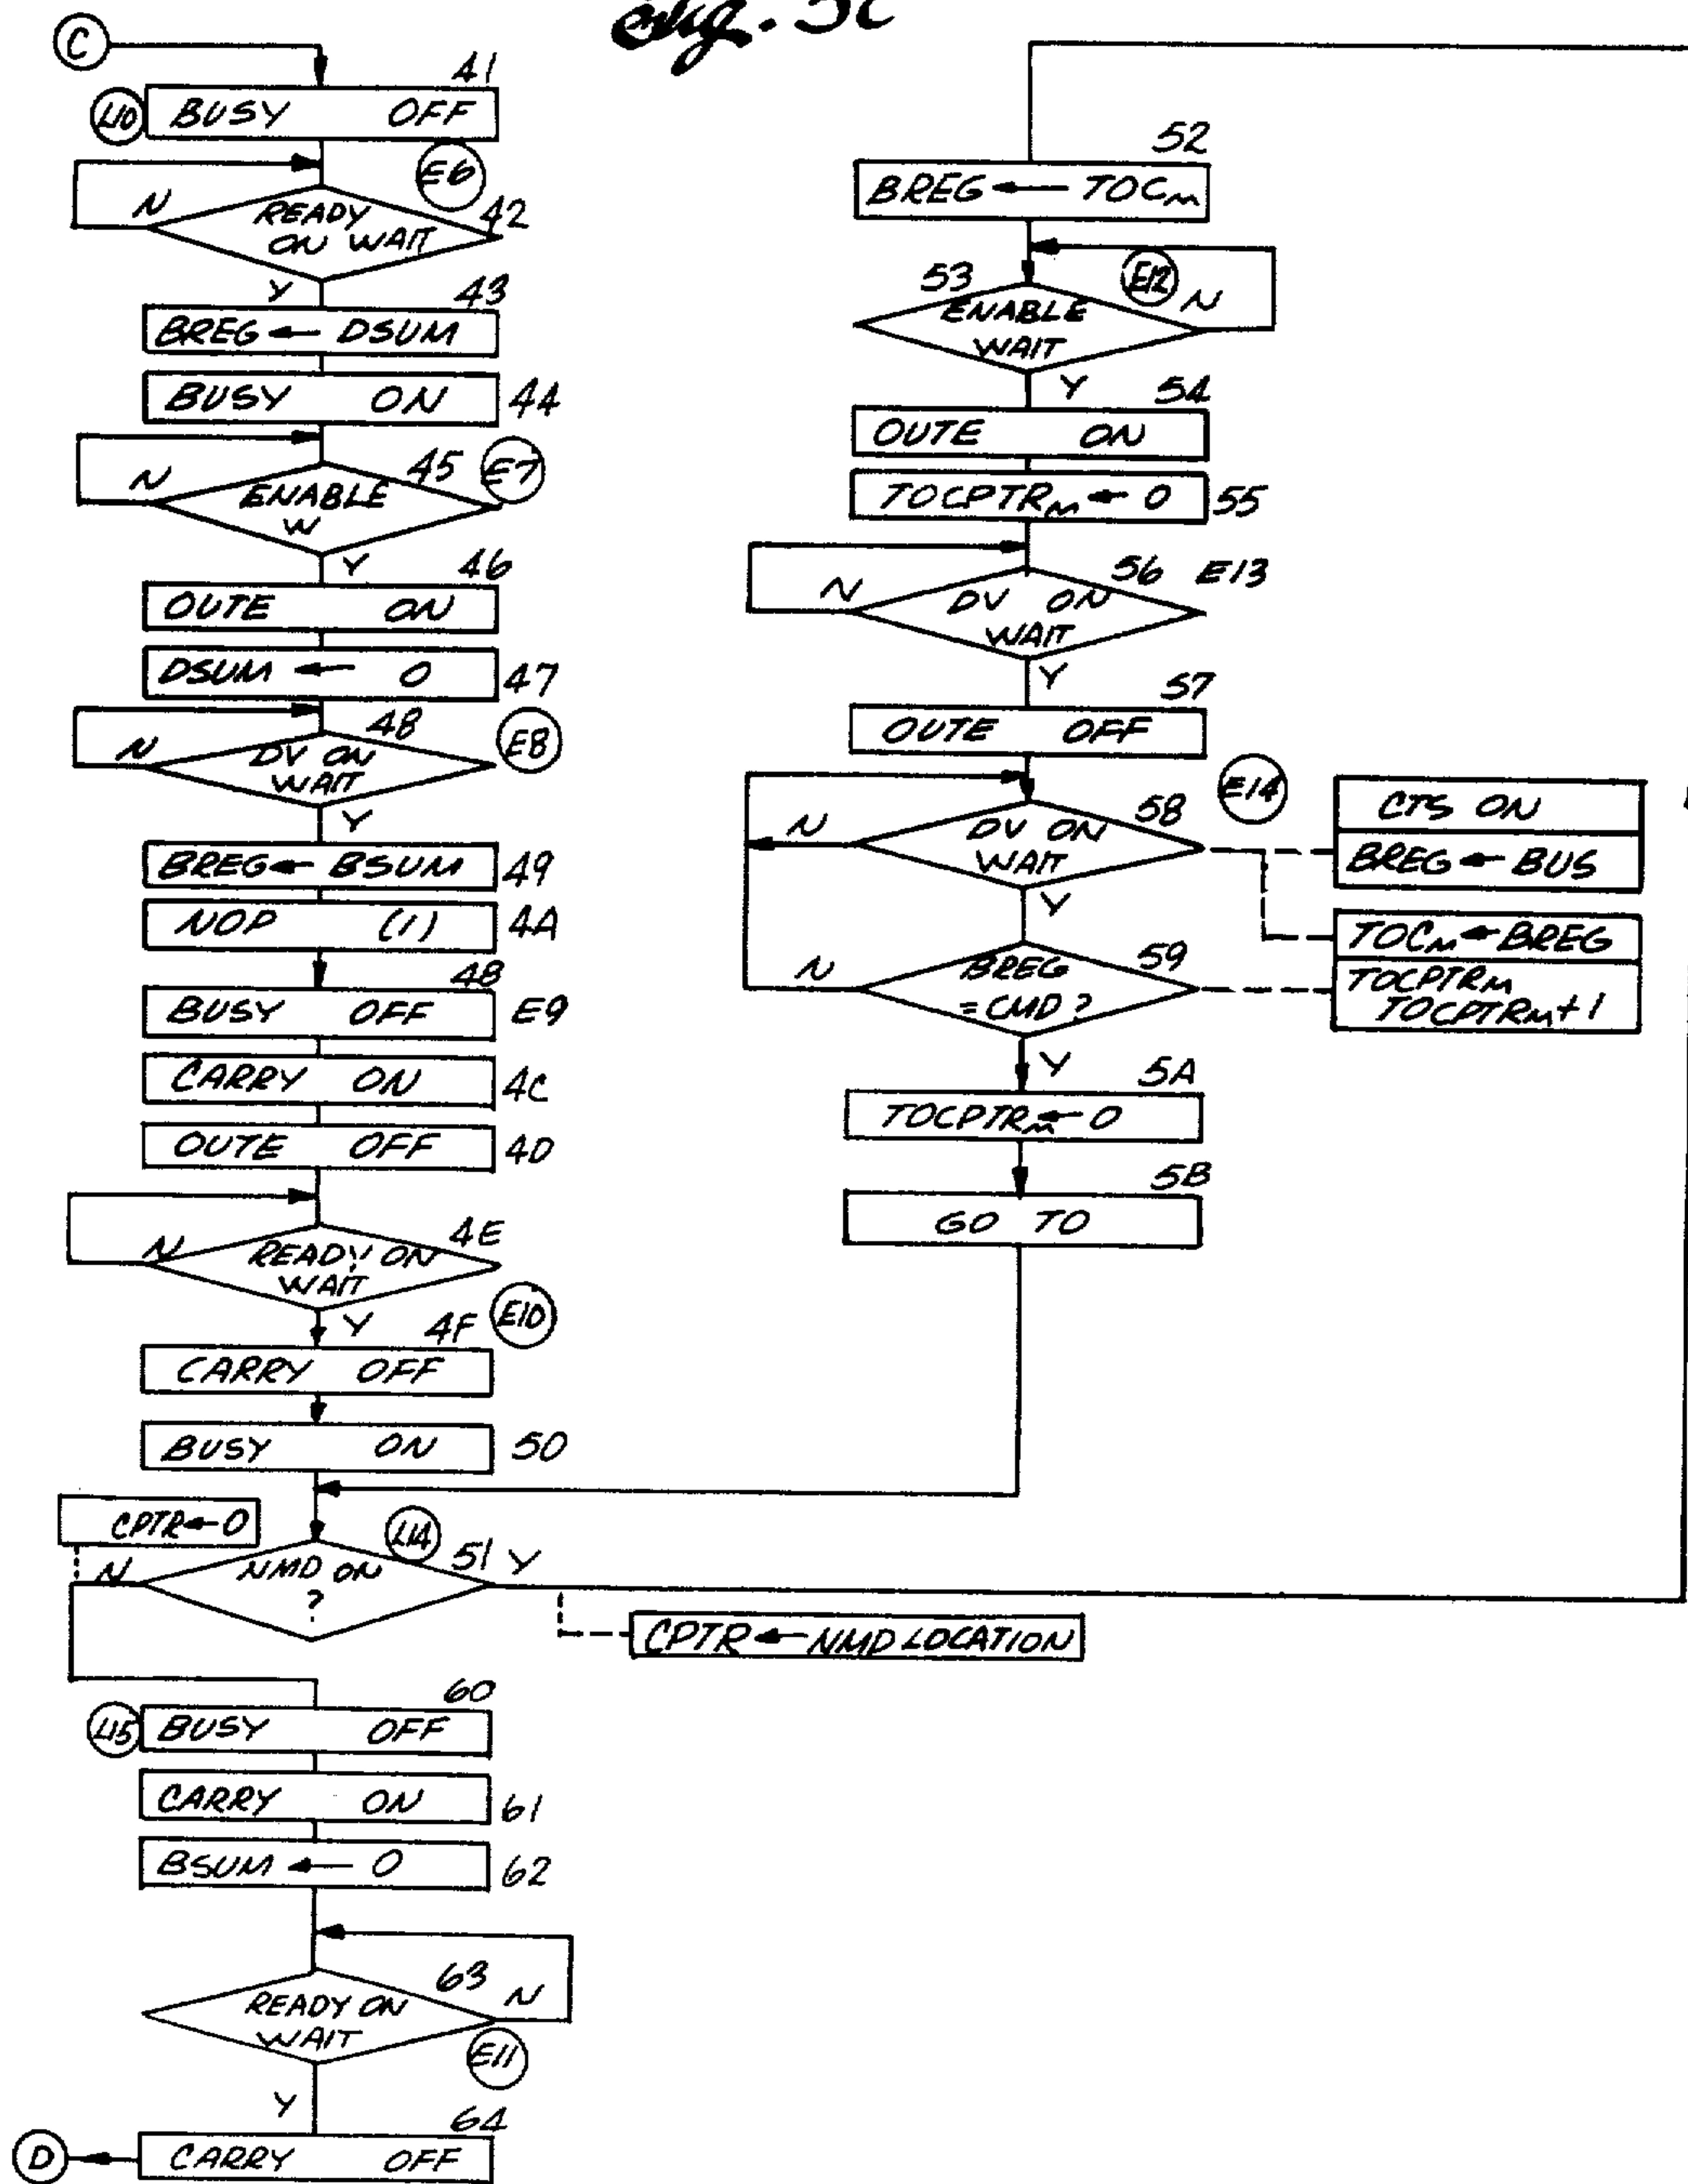 Fig. 5C
C
41
L10
BUSY OFF
E6
READY
ON WAIT
42
N
Y
43
BREG ← DSUM
BUSY ON
44
45
E7
N
ENABLE
W
Y
46
OUTE ON
DSUM ← 0
47
48
E8
N
DV ON
WAIT
Y
BREG ← BSUM
49
NOP (1)
4A
48
BUSY OFF
E9
CARRY ON
4C
OUTE OFF
4D
4E
N
READY ON
WAIT
E10
Y
4F
CARRY OFF
BUSY ON
50
CPTR ← 0
L14
N
NMD ON
?
51
Y
CPTR ← NMD LOCATION
60
L15
BUSY OFF
CARRY ON
61
BSUM ← 0
62
63
READY ON
WAIT
N
E11
Y
64
D
CARRY OFF
52
BREG ← TOCM
53
E12
N
ENABLE
WAIT
Y
54
OUTE ON
TOCPTRM ← 0
55
56
E13
N
DV ON
WAIT
Y
57
OUTE OFF
E14
58
N
DV ON
WAIT
Y
CTS ON
BREG ← BUS
TOCM ← BREG
TOCPTRM
TOCPTRM+1
59
N
BREG
=CMD?
Y
5A
TOCPTRM ← 0
5B
GO TO